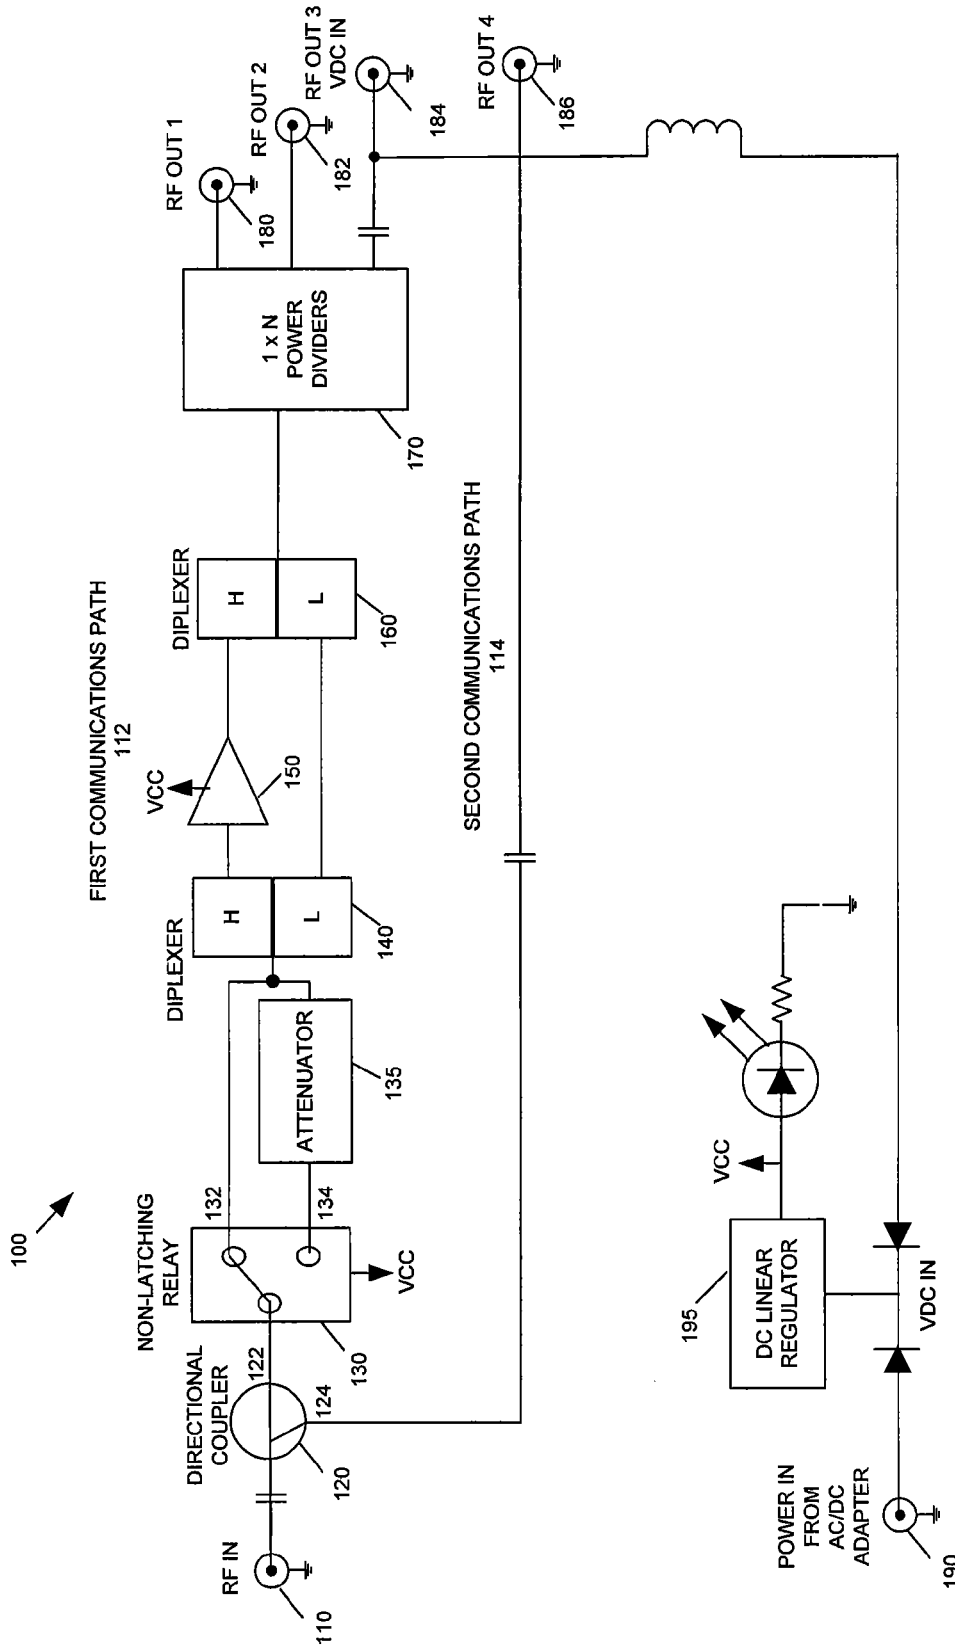 100
FIRST COMMUNICATIONS PATH
112
RF IN
110
DIRECTIONAL
COUPLER
120
122
124
NON-LATCHING
RELAY
130
132
134
VCC
ATTENUATOR
135
DIPLEXER
H
L
140
VCC
150
DIPLEXER
H
L
160
1 x N
POWER
DIVIDERS
170
RF OUT 1
180
RF OUT 2
182
RF OUT 3
VDC IN
184
RF OUT 4
186
SECOND COMMUNICATIONS PATH
114
POWER IN
FROM
AC/DC
ADAPTER
190
195
DC LINEAR
REGULATOR
VCC
VDC IN